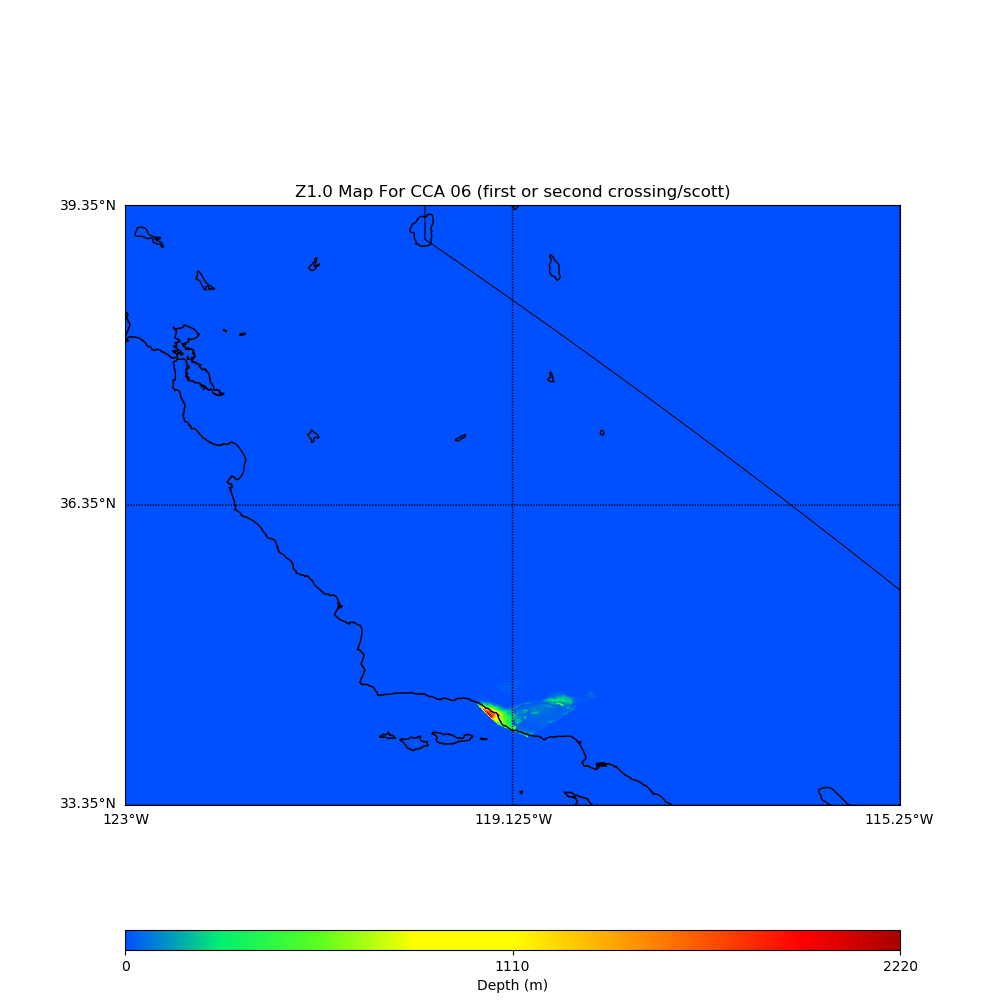 Z1.0 Map For CCA 06 (first or second crossing/scott)
39.35°N
36.35°N
33.35°N
123°W 119.125°W 115.25°W
0 1110 2220
Depth (m)